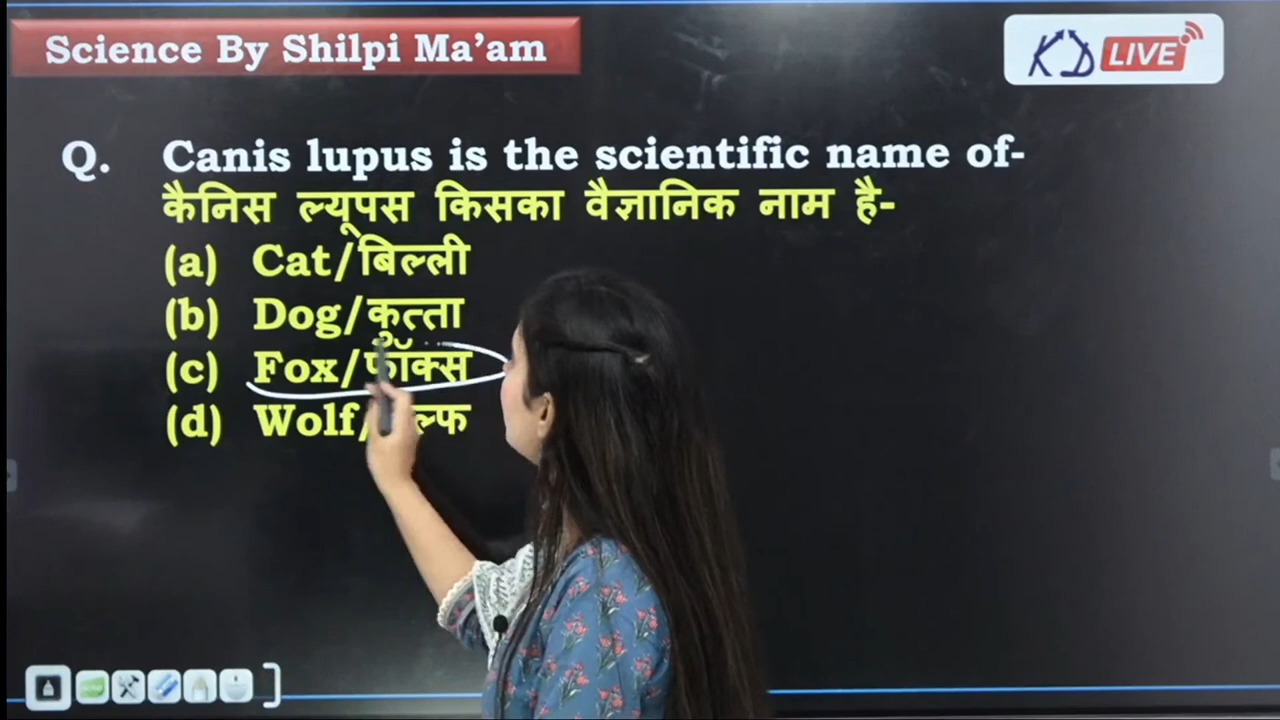 Science By Shilpi Ma’am
KD LIVE
Q. Canis lupus is the scientific name of-
कैनिस ल्यूपस किसका वैज्ञानिक नाम है-
(a) Cat/बिल्ली
(b) Dog/कुत्ता
(c) Fox/फॉक्स
(d) Wolf/